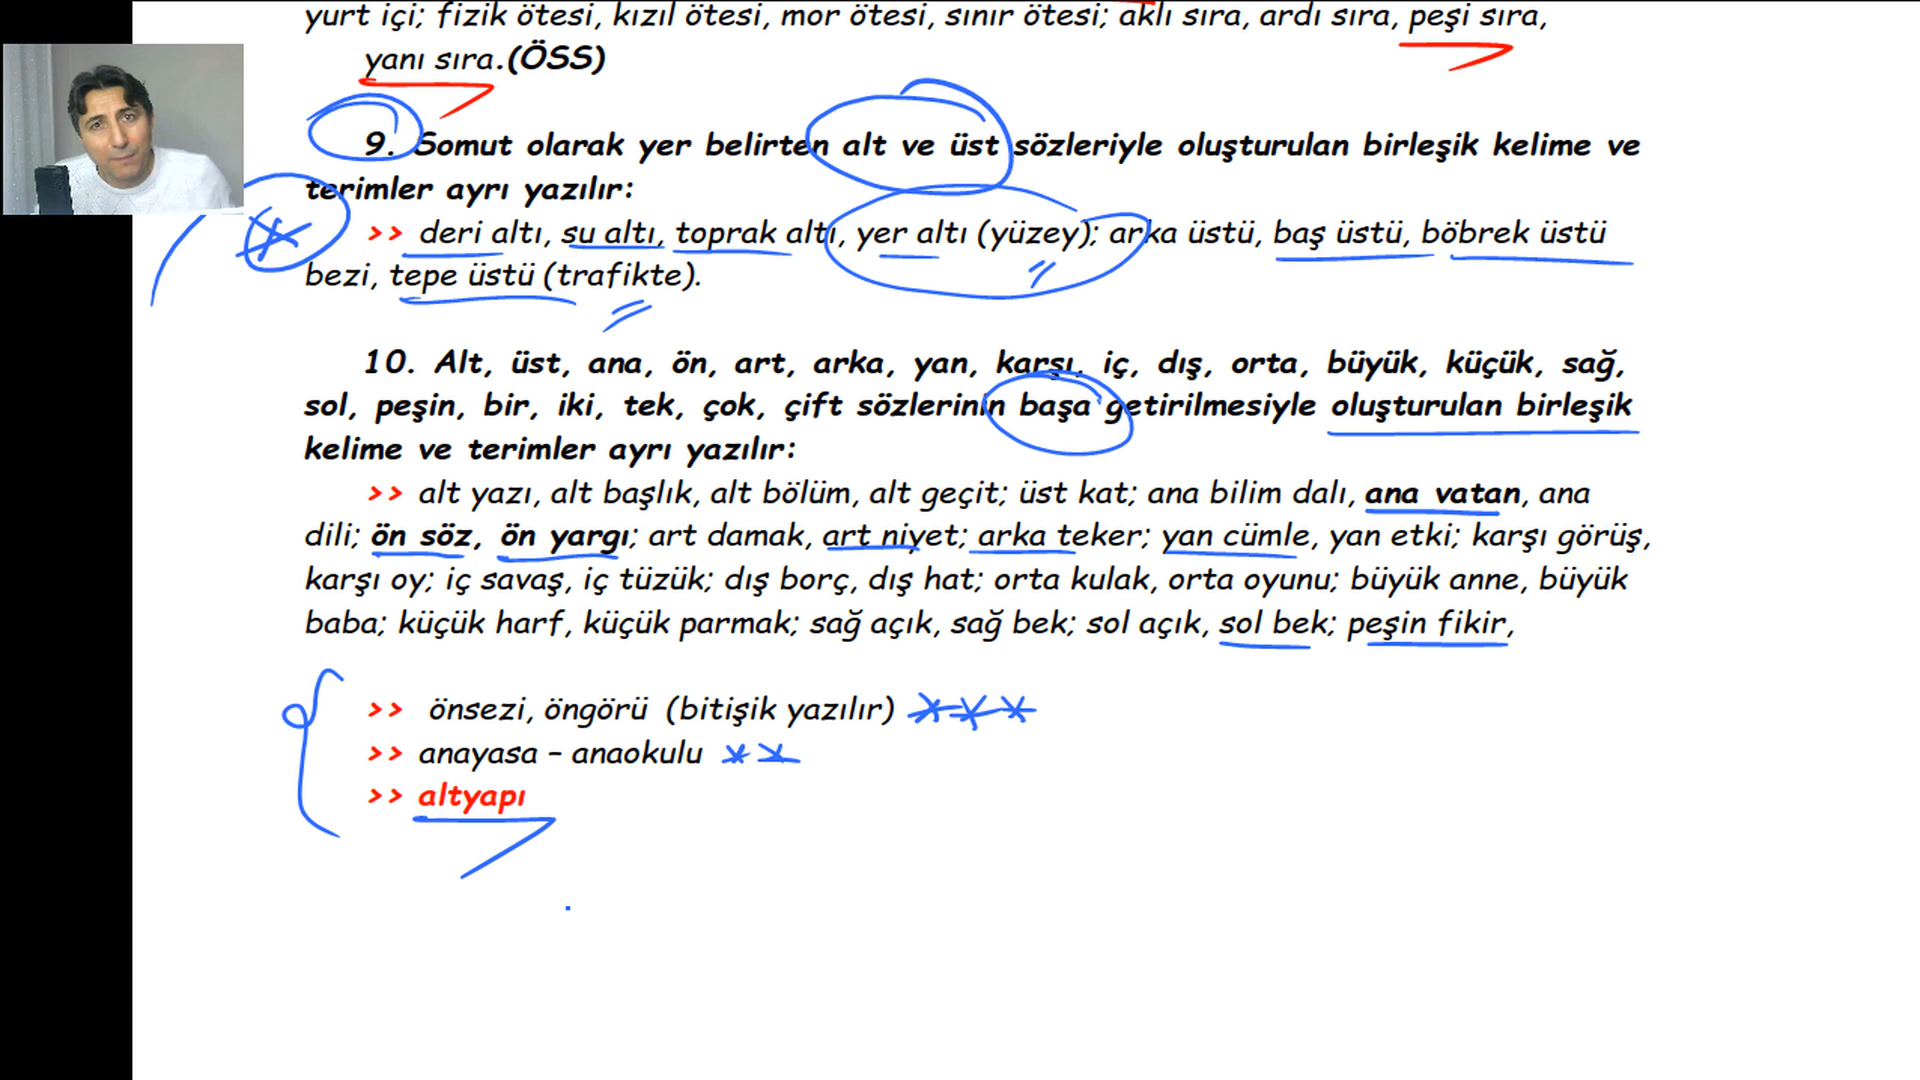 yurt içi; fizik ötesi, kızıl ötesi, mor ötesi, sınır ötesi; aklı sıra, ardı sıra, peşi sıra,
yanı sıra.(ÖSS)
9. Somut olarak yer belirten alt ve üst sözleriyle oluşturulan birleşik kelime ve
terimler ayrı yazılır:
>> deri altı, su altı, toprak altı, yer altı (yüzey); arka üstü, baş üstü, böbrek üstü
bezi, tepe üstü (trafikte).
10. Alt, üst, ana, ön, art, arka, yan, karşı, iç, dış, orta, büyük, küçük, sağ,
sol, peşin, bir, iki, tek, çok, çift sözlerinin başa getirilmesiyle oluşturulan birleşik
kelime ve terimler ayrı yazılır:
>> alt yazı, alt başlık, alt bölüm, alt geçit; üst kat; ana bilim dalı, ana vatan, ana
dili; ön söz, ön yargı; art damak, art niyet; arka teker; yan cümle, yan etki; karşı görüş,
karşı oy; iç savaş, iç tüzük; dış borç, dış hat; orta kulak, orta oyunu; büyük anne, büyük
baba; küçük harf, küçük parmak; sağ açık, sağ bek; sol açık, sol bek; peşin fikir,
>> önsezi, öngörü (bitişik yazılır)
>> anayasa – anaokulu
>> altyapı